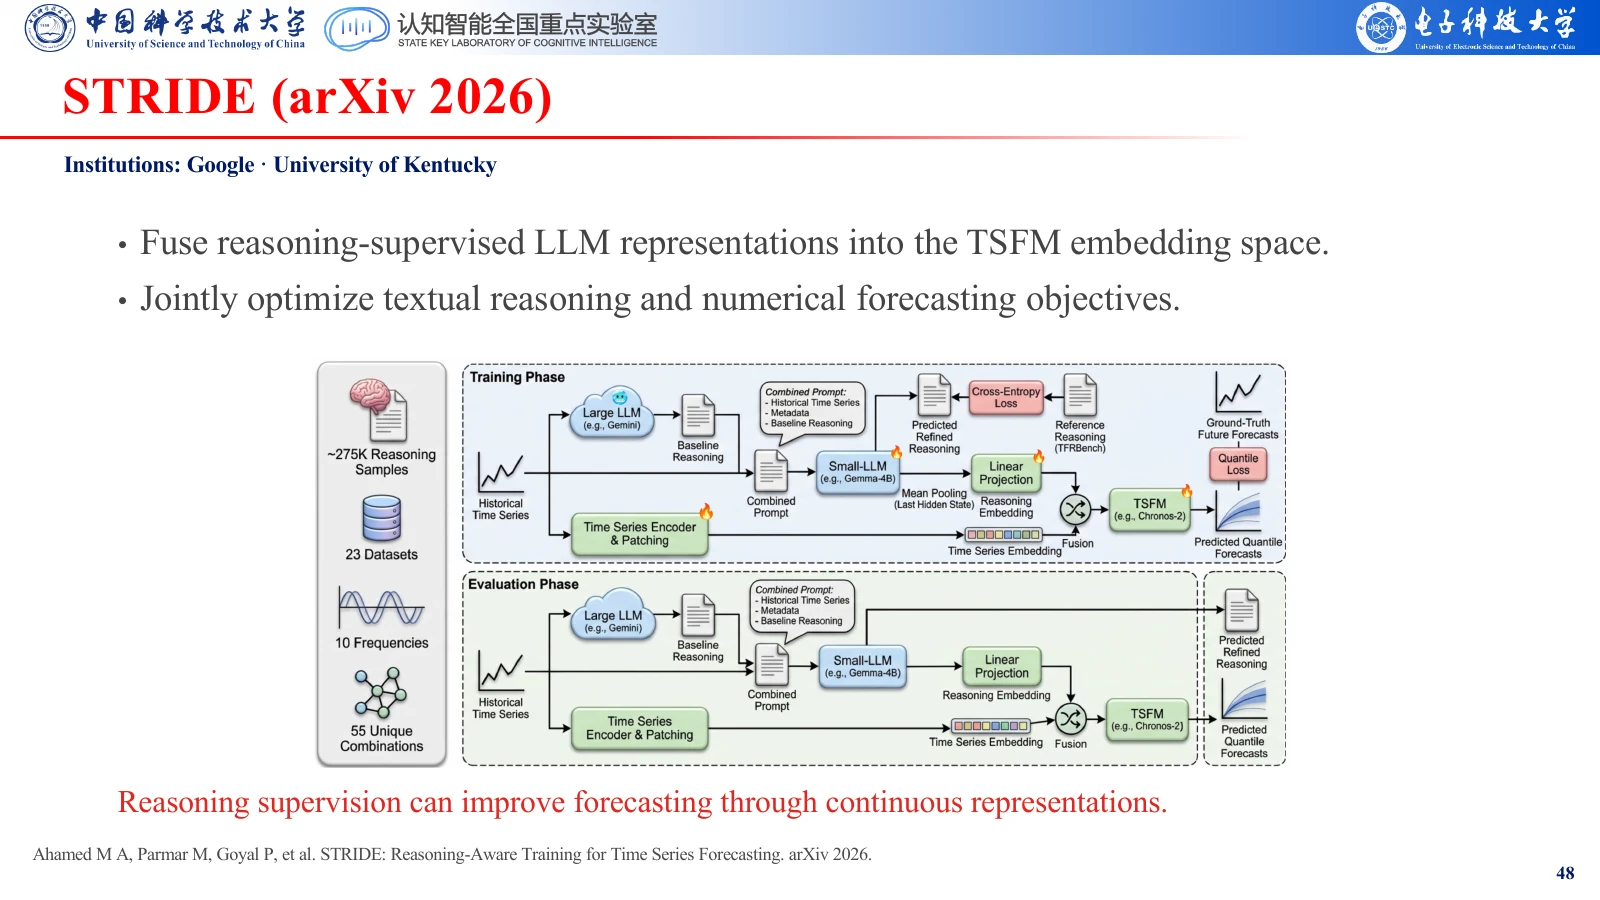 中国科学技术大学
University of Science and Technology of China
认知智能全国重点实验室
STATE KEY LABORATORY OF COGNITIVE INTELLIGENCE
电子科技大学
University of Electronic Science and Technology of China
STRIDE (arXiv 2026)
Institutions: Google · University of Kentucky
• Fuse reasoning-supervised LLM representations into the TSFM embedding space.
• Jointly optimize textual reasoning and numerical forecasting objectives.
~275K Reasoning
Samples
23 Datasets
10 Frequencies
55 Unique
Combinations
Training Phase
Historical
Time Series
Large LLM
(e.g., Gemini)
Baseline
Reasoning
Combined Prompt:
- Historical Time Series
- Metadata
- Baseline Reasoning
Combined
Prompt
Small-LLM
(e.g., Gemma-4B)
Predicted
Refined
Reasoning
Cross-Entropy
Loss
Reference
Reasoning
(TFRBench)
Mean Pooling
(Last Hidden State)
Linear
Projection
Reasoning
Embedding
Time Series Encoder
& Patching
Time Series Embedding
Fusion
TSFM
(e.g., Chronos-2)
Ground-Truth
Future Forecasts
Quantile
Loss
Predicted Quantile
Forecasts
Evaluation Phase
Historical
Time Series
Large LLM
(e.g., Gemini)
Baseline
Reasoning
Combined Prompt:
- Historical Time Series
- Metadata
- Baseline Reasoning
Combined
Prompt
Small-LLM
(e.g., Gemma-4B)
Linear
Projection
Reasoning Embedding
Time Series
Encoder & Patching
Time Series Embedding
Fusion
TSFM
(e.g., Chronos-2)
Predicted
Refined
Reasoning
Predicted
Quantile
Forecasts
Reasoning supervision can improve forecasting through continuous representations.
Ahamed M A, Parmar M, Goyal P, et al. STRIDE: Reasoning-Aware Training for Time Series Forecasting. arXiv 2026.
48